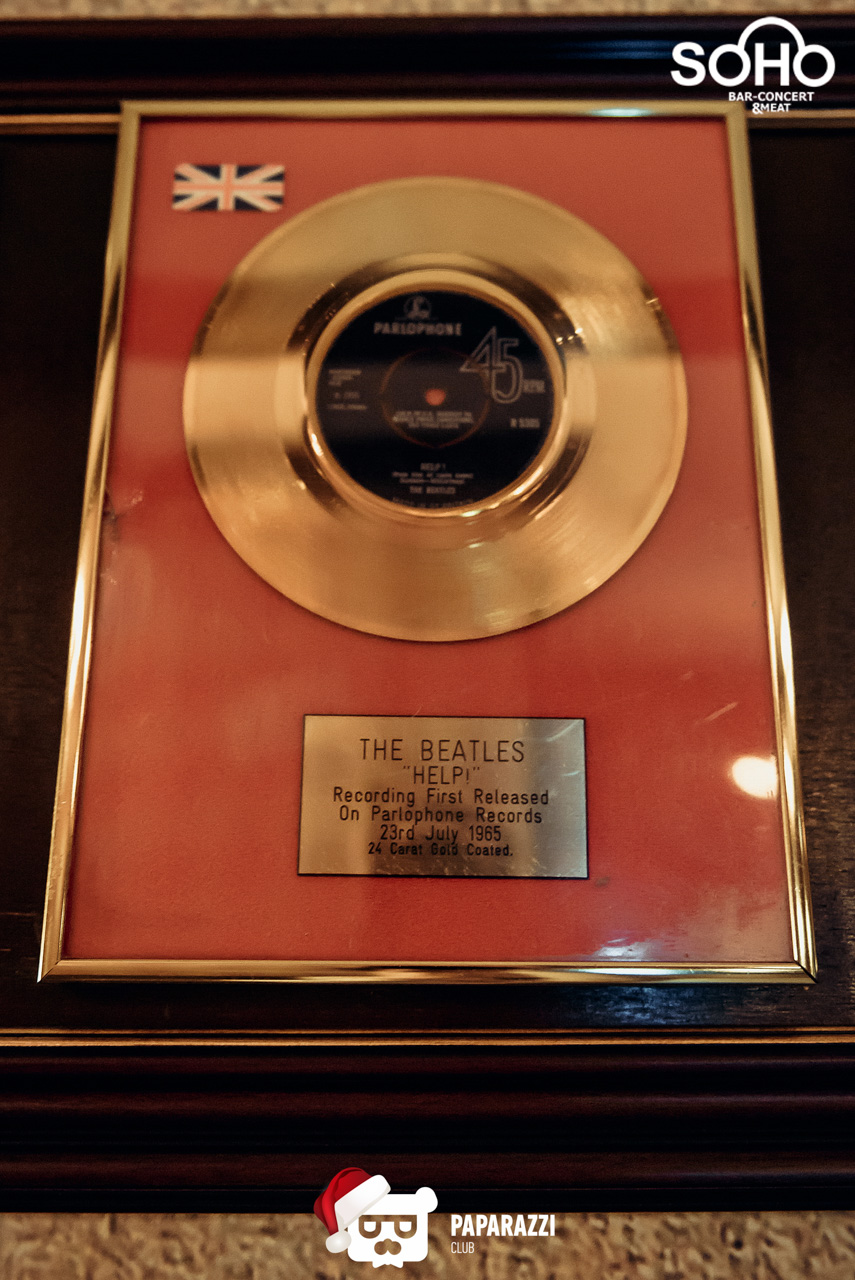 SOHO
BAR-CONCERT
&MEAT
PARLOPHONE
45
RPM
R 5305
HELP!
THE BEATLES
THE BEATLES
"HELP!"
Recording First Released
On Parlophone Records
23rd July 1965
24 Carat Gold Coated.
PAPARAZZI
CLUB